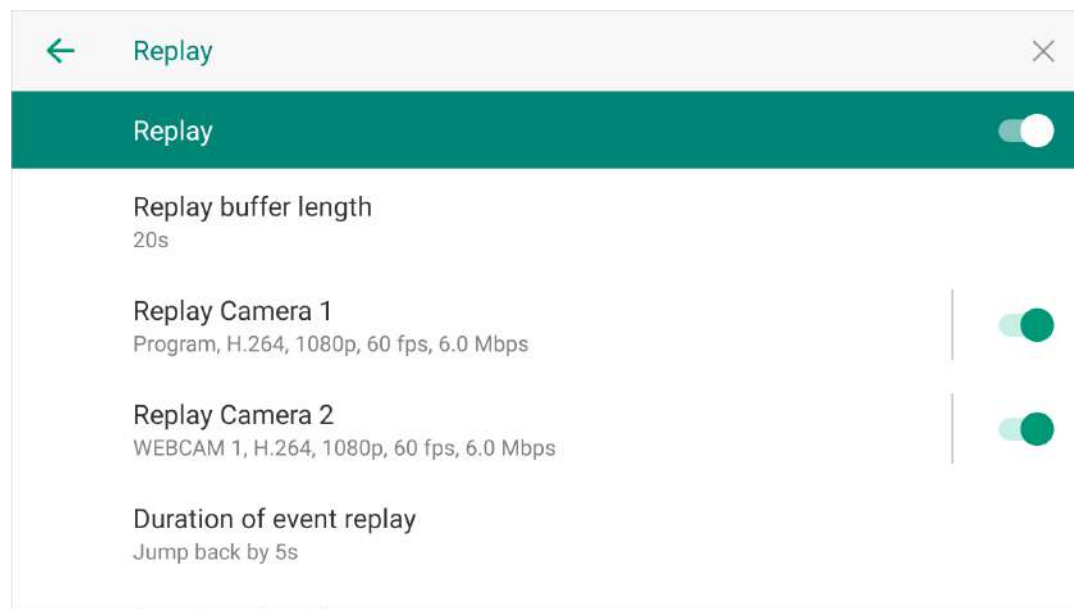 Replay
Replay
Replay buffer length
20s
Replay Camera 1
Program, H.264, 1080p, 60 fps, 6.0 Mbps
Replay Camera 2
WEBCAM 1, H.264, 1080p, 60 fps, 6.0 Mbps
Duration of event replay
Jump back by 5s